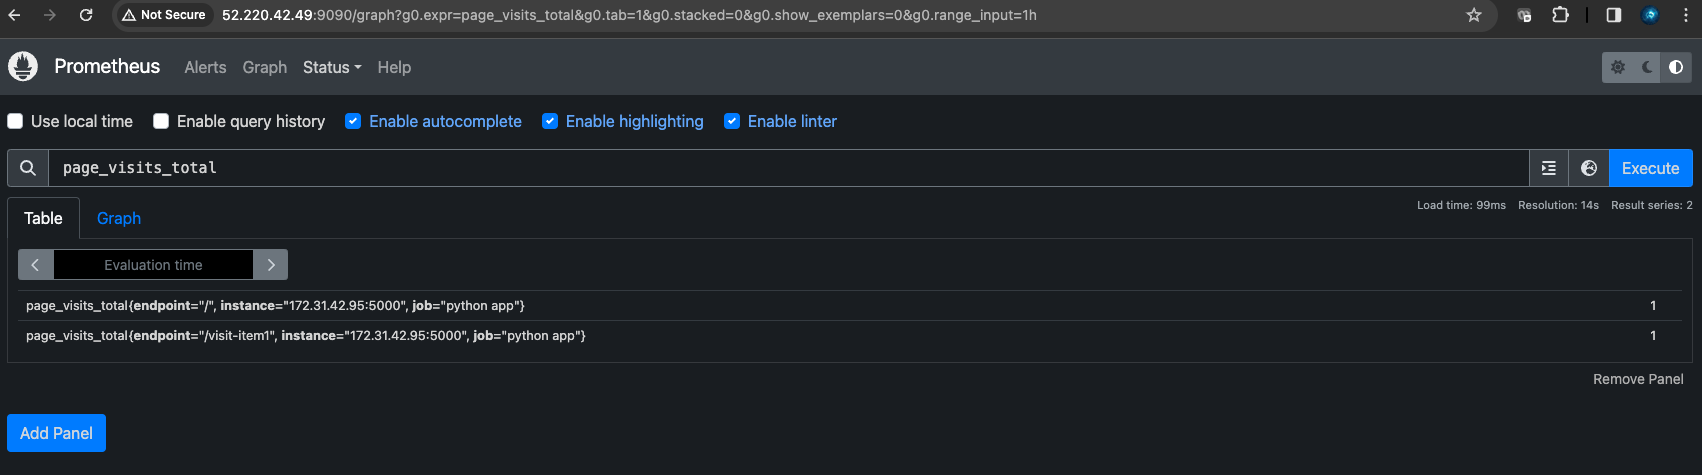 Not Secure 52.220.42.49:9090/graph?g0.expr=page_visits_total&g0.tab=1&g0.stacked=0&g0.show_exemplars=0&g0.range_input=1h
Prometheus Alerts Graph Status Help
Use local time Enable query history Enable autocomplete Enable highlighting Enable linter
page_visits_total Execute
Table Graph Load time: 99ms Resolution: 14s Result series: 2
Evaluation time
page_visits_total{endpoint="/", instance="172.31.42.95:5000", job="python app"} 1
page_visits_total{endpoint="/visit-item1", instance="172.31.42.95:5000", job="python app"} 1
Remove Panel
Add Panel